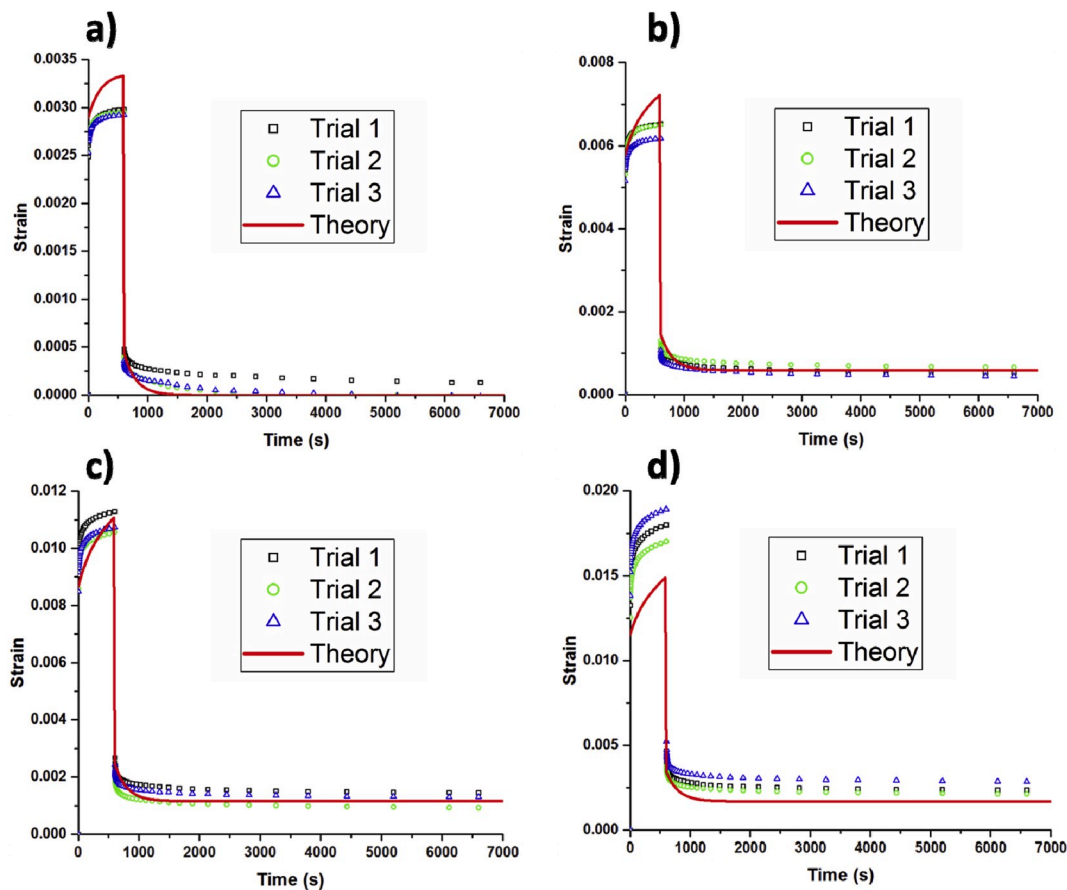 a)
0.0035
0.0030
0.0025
0.0020
0.0015
0.0010
0.0005
0.0000
Strain
Trial 1
Trial 2
Trial 3
Theory
0 1000 2000 3000 4000 5000 6000 7000
Time (s)
b)
0.008
0.006
0.004
0.002
0.000
Strain
Trial 1
Trial 2
Trial 3
Theory
0 1000 2000 3000 4000 5000 6000 7000
Time (s)
c)
0.012
0.010
0.008
0.006
0.004
0.002
0.000
Strain
Trial 1
Trial 2
Trial 3
Theory
0 1000 2000 3000 4000 5000 6000 7000
Time (s)
d)
0.020
0.015
0.010
0.005
0.000
Strain
Trial 1
Trial 2
Trial 3
Theory
0 1000 2000 3000 4000 5000 6000 7000
Time (s)